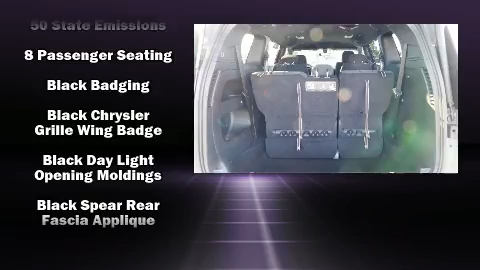 50 State Emissions
8 Passenger Seating
Black Badging
Black Chrysler
Grille Wing Badge
Black Day Light
Opening Moldings
Black Spear Rear
Fascia Applique